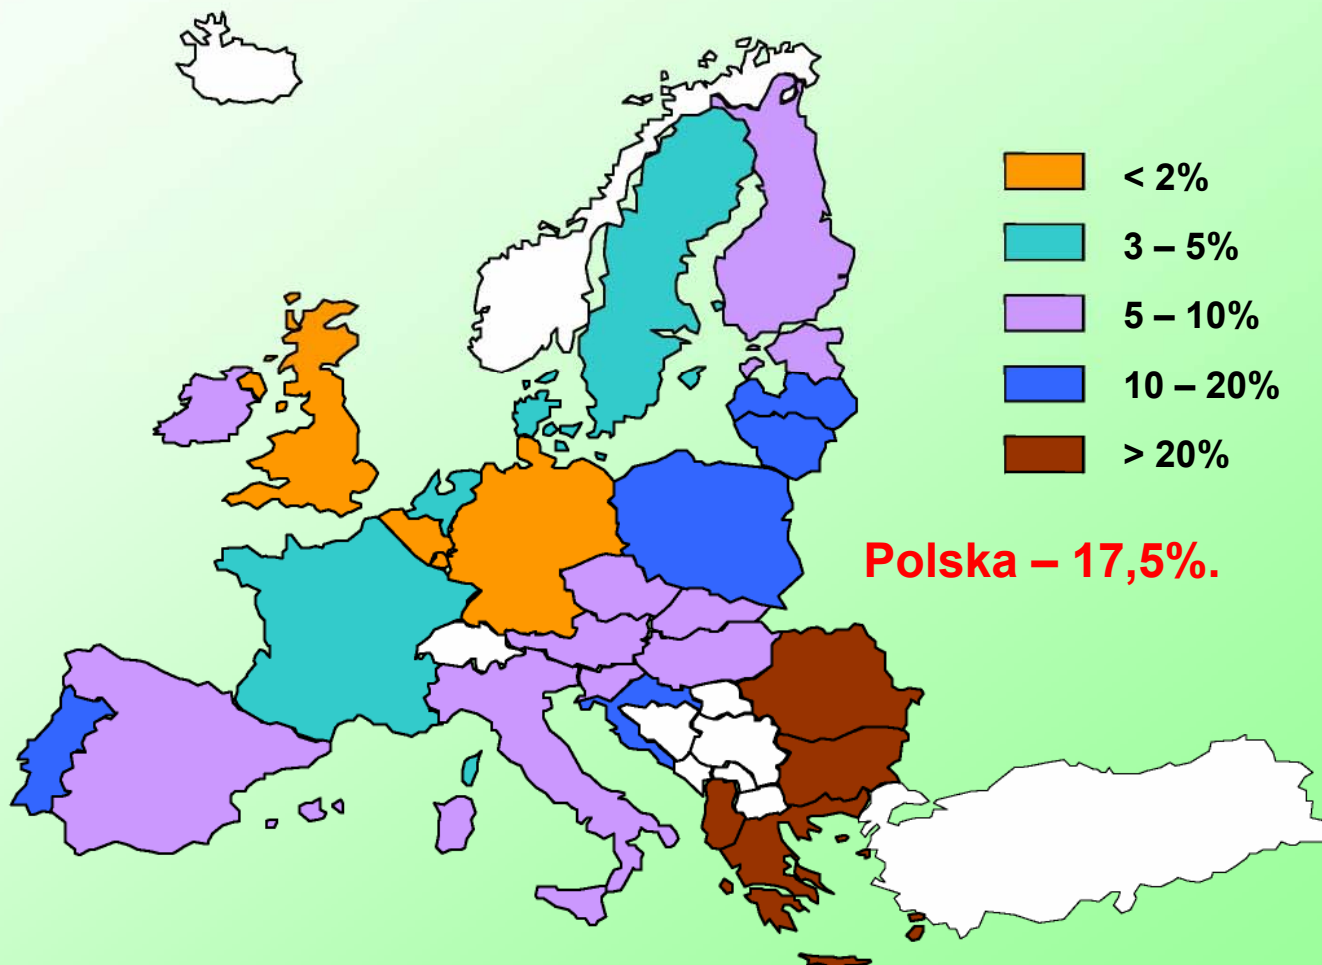 < 2%
3 – 5%
5 – 10%
10 – 20%
> 20%
Polska – 17,5%.